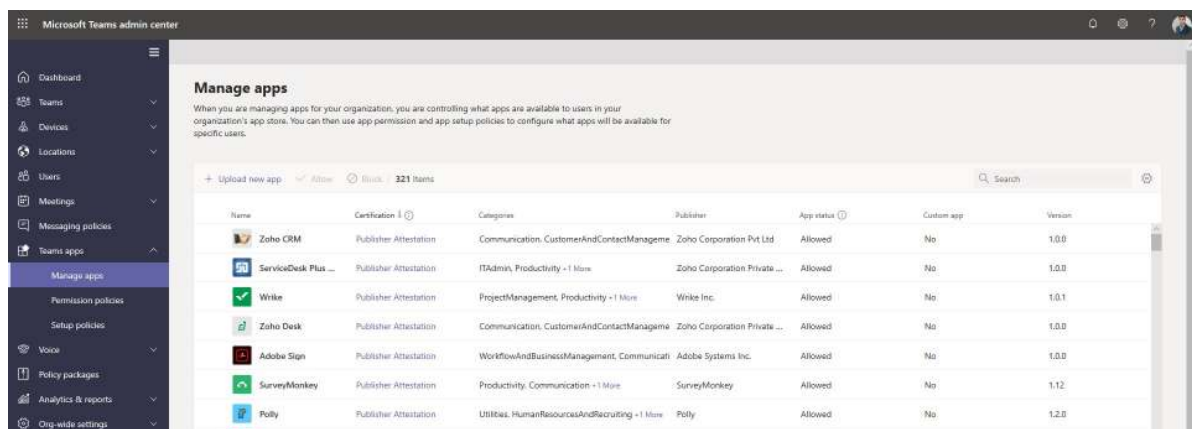 Microsoft Teams admin center
?
Dashboard
Teams
Devices
Locations
Users
Meetings
Messaging policies
Teams apps
Manage apps
Permission policies
Setup policies
Voice
Policy packages
Analytics & reports
Org-wide settings
Manage apps
When you are managing apps for your organization, you are controlling what apps are available to users in your
organization's app store. You can then use app permission and app setup policies to configure what apps will be available for
specific users.
+ Upload new app Allow Block 321 items Search
Name Certification ↓ Categories Publisher App status Custom app Version
Zoho CRM Publisher Attestation Communication, CustomerAndContactManageme Zoho Corporation Pvt Ltd Allowed No 1.0.0
ServiceDesk Plus ... Publisher Attestation ITAdmin, Productivity +1 More Zoho Corporation Private ... Allowed No 1.0.0
Wrike Publisher Attestation ProjectManagement, Productivity +1 More Wrike Inc. Allowed No 1.0.1
Zoho Desk Publisher Attestation Communication, CustomerAndContactManageme Zoho Corporation Private ... Allowed No 1.0.0
Adobe Sign Publisher Attestation WorkflowAndBusinessManagement, Communicati Adobe Systems Inc. Allowed No 1.0.0
SurveyMonkey Publisher Attestation Productivity, Communication +1 More SurveyMonkey Allowed No 1.12
Polly Publisher Attestation Utilities, HumanResourcesAndRecruiting +1 More Polly Allowed No 1.2.0